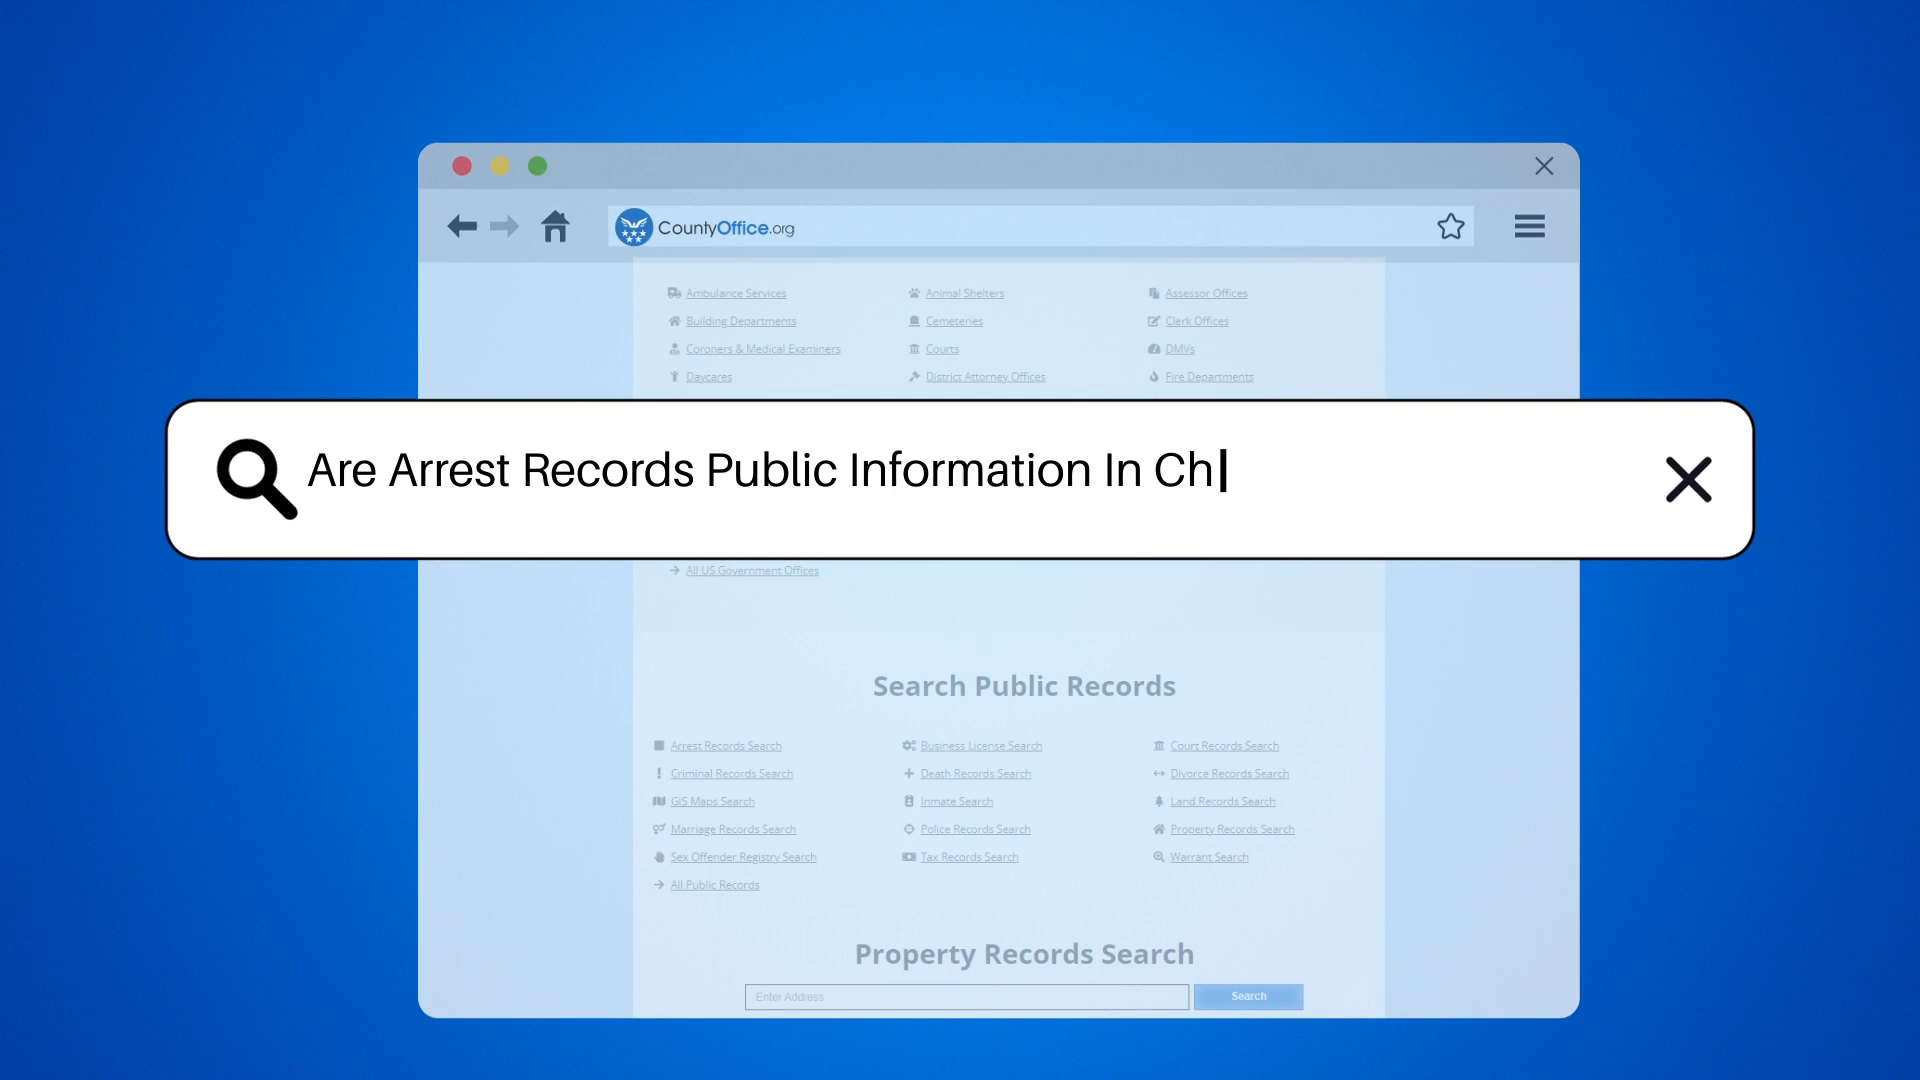 CountyOffice.org
Ambulance Services Animal Shelters Assessor Offices
Building Departments Cemeteries Clerk Offices
Coroners & Medical Examiners Courts DMVs
Daycares District Attorney Offices Fire Departments
Are Arrest Records Public Information In Ch
All US Government Offices
Search Public Records
Arrest Records Search Business License Search Court Records Search
Criminal Records Search Death Records Search Divorce Records Search
GIS Maps Search Inmate Search Land Records Search
Marriage Records Search Police Records Search Property Records Search
Sex Offender Registry Search Tax Records Search Warrant Search
All Public Records
Property Records Search
Enter Address Search